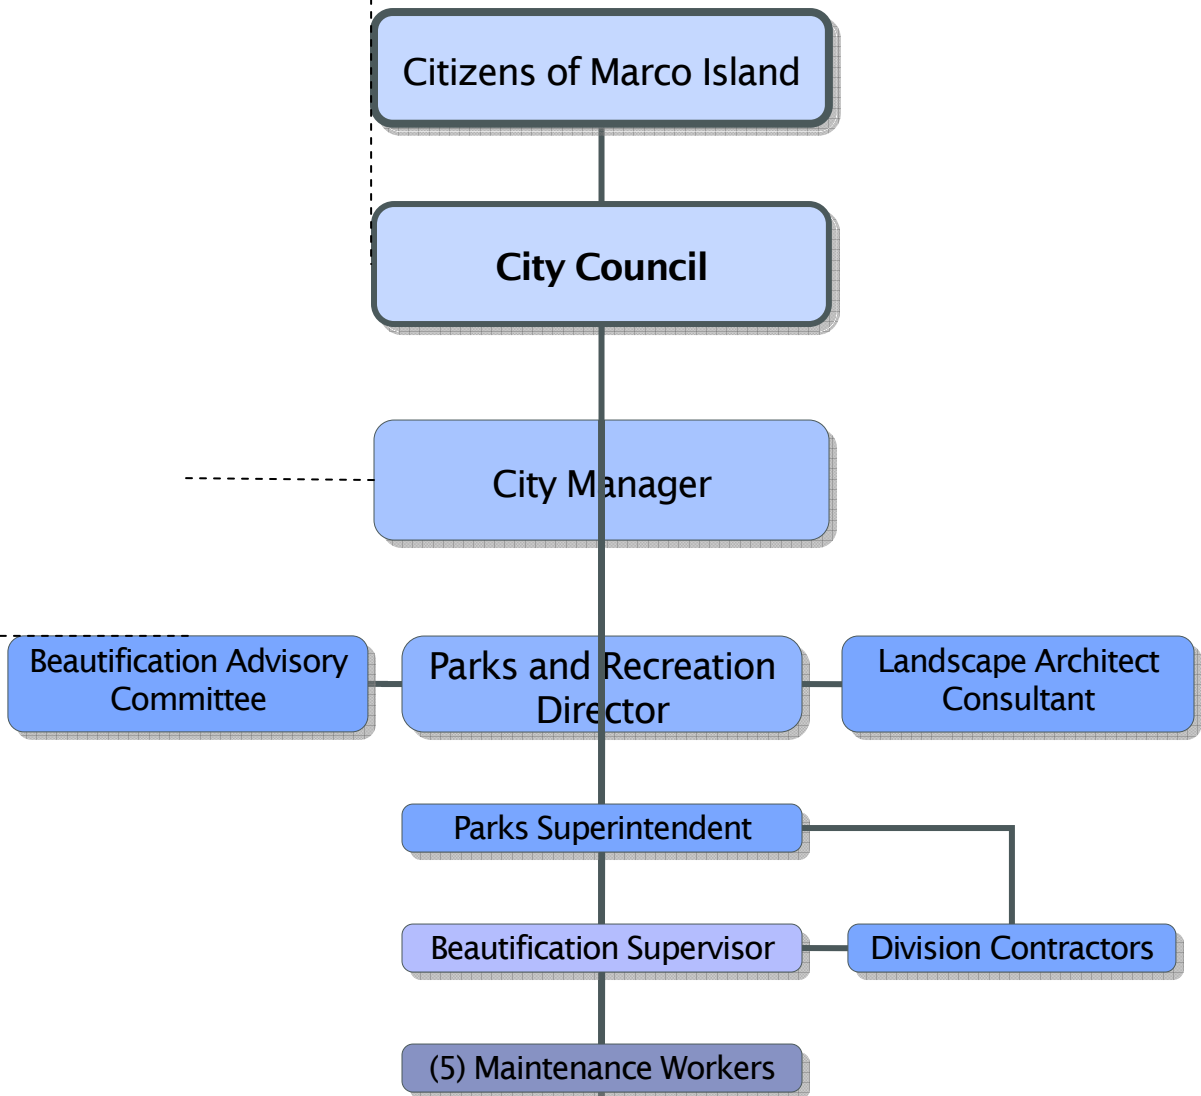 Citizens of Marco Island
City Council
City Manager
Beautification Advisory
Committee
Parks and Recreation
Director
Landscape Architect
Consultant
Parks Superintendent
Beautification Supervisor
Division Contractors
(5) Maintenance Workers